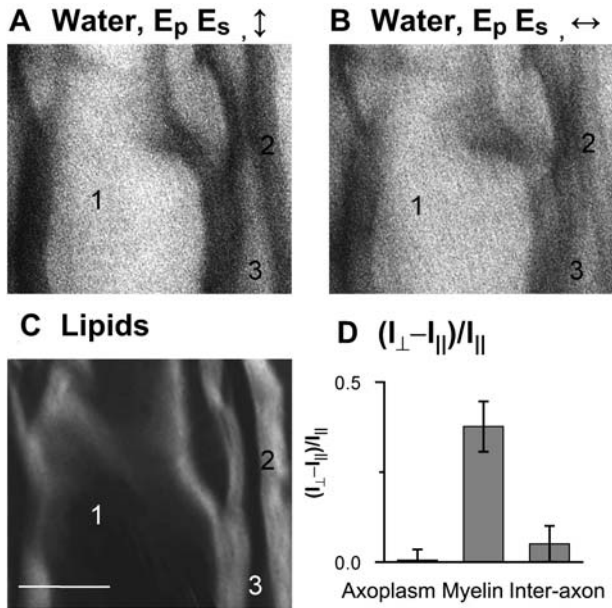 A Water, Eₚ Eₛ , ↕
B Water, Eₚ Eₛ , ↔
1
2
3
1
2
3
C Lipids
1
2
3
D (I⊥–I||)/I||
(I⊥–I||)/I||
0.5
0.0
Axoplasm Myelin Inter-axon